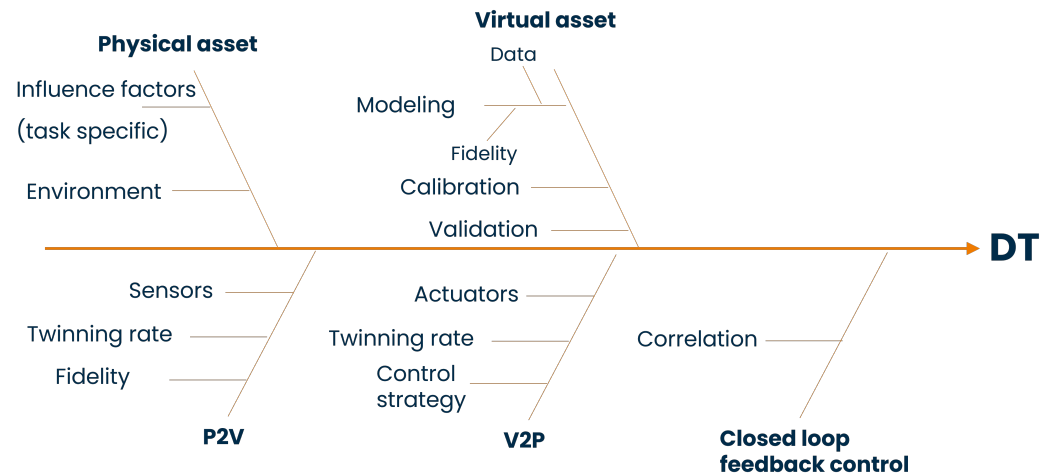 Virtual asset
Physical asset
Data
Influence factors
(task specific)
Modeling
Fidelity
Environment
Calibration
Validation
DT
Sensors
Twinning rate
Fidelity
P2V
Actuators
Twinning rate
Control
strategy
V2P
Correlation
Closed loop
feedback control